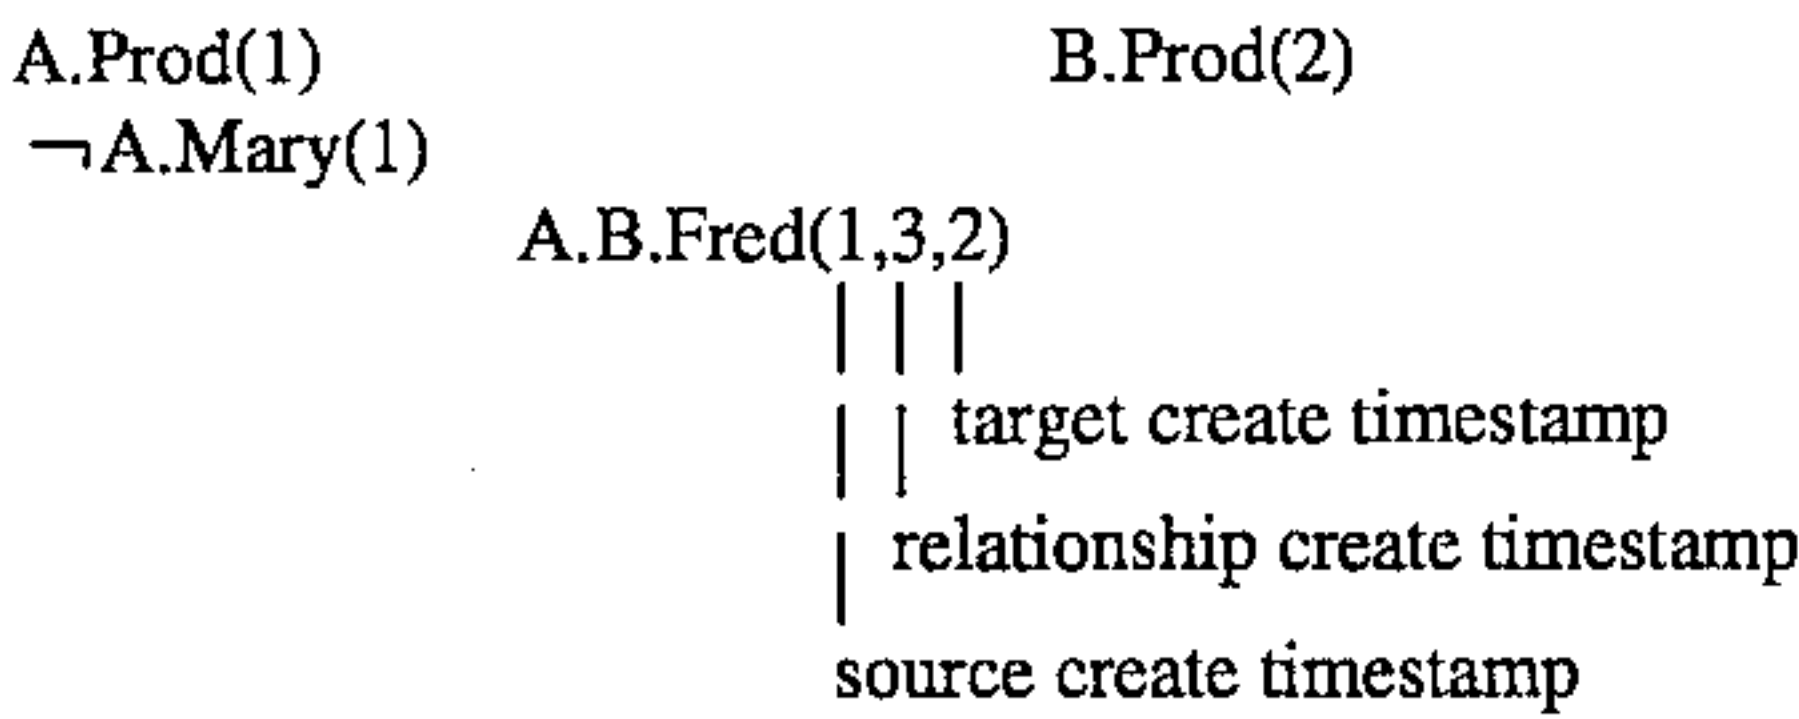 A.Prod(1) B.Prod(2)
¬A.Mary(1)
A.B.Fred(1,3,2)
target create timestamp
relationship create timestamp
source create timestamp